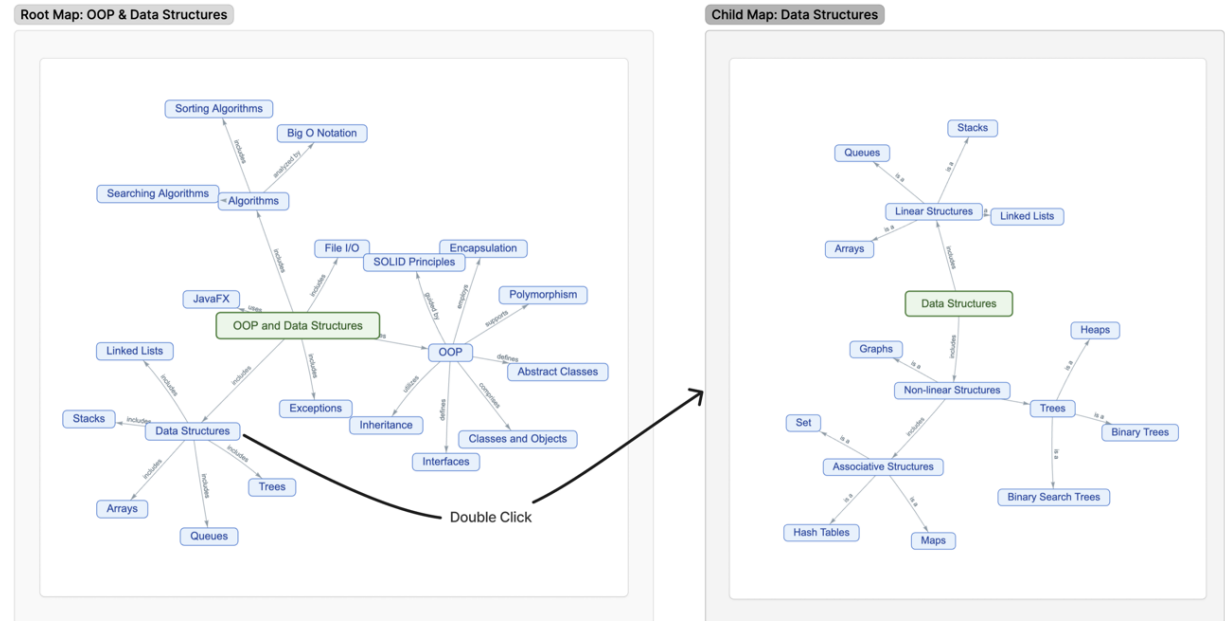 Root Map: OOP & Data Structures
Sorting Algorithms
Big O Notation
includes
analyzed by
Searching Algorithms
Algorithms
includes
File I/O
Encapsulation
SOLID Principles
includes
JavaFX
uses
guided by
employs
Polymorphism
supports
OOP and Data Structures
OOP
defines
Abstract Classes
Linked Lists
includes
includes
includes
utilizes
defines
comprises
Exceptions
Inheritance
Stacks
includes
Data Structures
Classes and Objects
Interfaces
includes
includes
includes
Trees
Arrays
Queues
Double Click
Child Map: Data Structures
Stacks
Queues
is a
is a
Linear Structures
a
Linked Lists
is a
Arrays
includes
Data Structures
Heaps
Graphs
includes
is a
is a
Non-linear Structures
Trees
is a
Binary Trees
Set
includes
is a
is a
Associative Structures
Binary Search Trees
is a
is a
Hash Tables
Maps